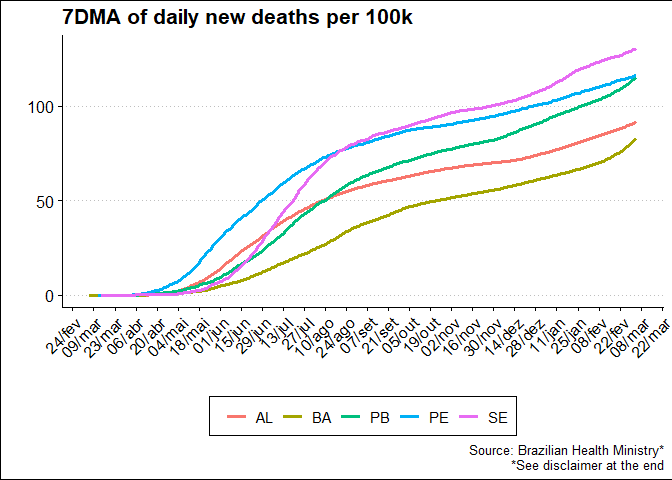 7DMA of daily new deaths per 100k
100
50
0
24/fev
09/mar
23/mar
06/abr
20/abr
04/mai
18/mai
01/jun
15/jun
29/jun
13/jul
27/jul
10/ago
24/ago
07/set
21/set
05/out
19/out
02/nov
16/nov
30/nov
14/dez
28/dez
11/jan
25/jan
08/fev
22/fev
08/mar
22/mar
AL BA PB PE SE
Source: Brazilian Health Ministry*
*See disclaimer at the end